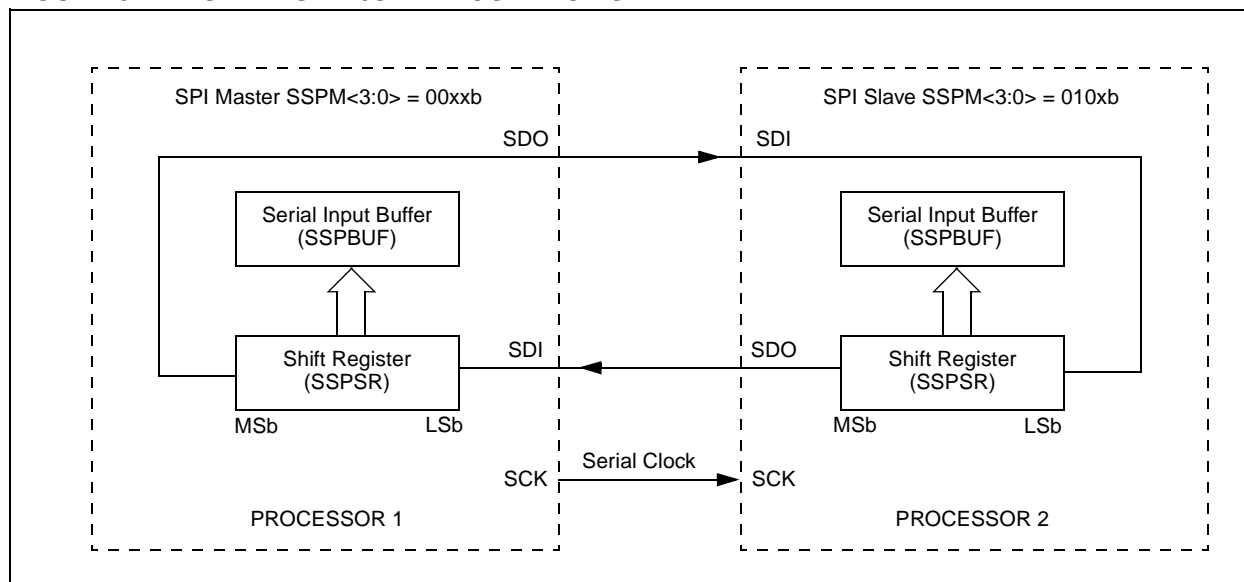 SPI Master SSPM<3:0> = 00xxb
SPI Slave SSPM<3:0> = 010xb
SDO
SDI
Serial Input Buffer
(SSPBUF)
Serial Input Buffer
(SSPBUF)
Shift Register
(SSPSR)
SDI
SDO
Shift Register
(SSPSR)
MSb
LSb
MSb
LSb
Serial Clock
SCK
SCK
PROCESSOR 1
PROCESSOR 2